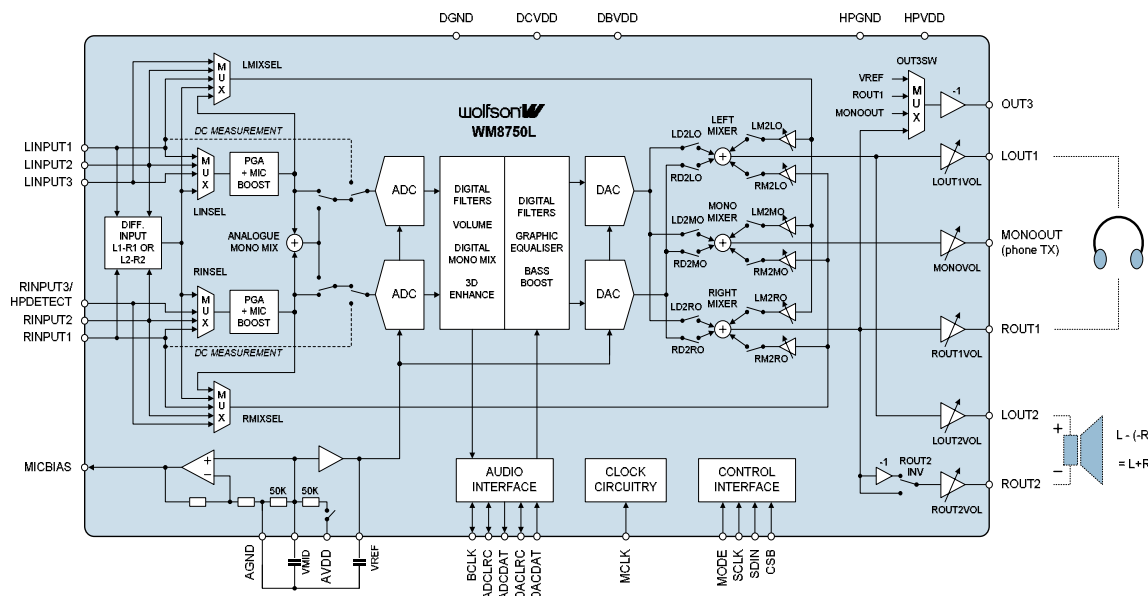 DGND
DCVDD
DBVDD
HPGND
HPVDD
LMIXSEL
MUX
OUT3SW
VREF
ROUT1
MONOOUT
MUX
-1
OUT3
wolfson W
WM8750L
DC MEASUREMENT
LINPUT1
LINPUT2
LINPUT3
MUX
PGA
+ MIC
BOOST
LINSEL
ADC
DIGITAL
FILTERS
VOLUME
DIGITAL
MONO MIX
3D
ENHANCE
DIGITAL
FILTERS
GRAPHIC
EQUALISER
BASS
BOOST
DAC
LEFT
MIXER
LD2LO
RD2LO
LM2LO
RM2LO
LOUT1
LOUT1VOL
DIFF.
INPUT
L1-R1 OR
L2-R2
ANALOGUE
MONO MIX
MONO
MIXER
LD2MO
RD2MO
LM2MO
RM2MO
MONOOUT
(phone TX)
MONOVOL
RINSEL
RINPUT3/
HPDETECT
RINPUT2
RINPUT1
MUX
PGA
+ MIC
BOOST
ADC
DAC
RIGHT
MIXER
LD2RO
RD2RO
LM2RO
RM2RO
ROUT1
ROUT1VOL
DC MEASUREMENT
MUX
RMIXSEL
LOUT2
LOUT2VOL
+
−
L - (-R
= L+R
MICBIAS
+
−
50K
50K
AUDIO
INTERFACE
CLOCK
CIRCUITRY
CONTROL
INTERFACE
-1
ROUT2
INV
ROUT2
ROUT2VOL
AGND
VMID
AVDD
VREF
BCLK
ADCLRC
ADCDAT
DACLRC
DACDAT
MCLK
MODE
SCLK
SDIN
CSB